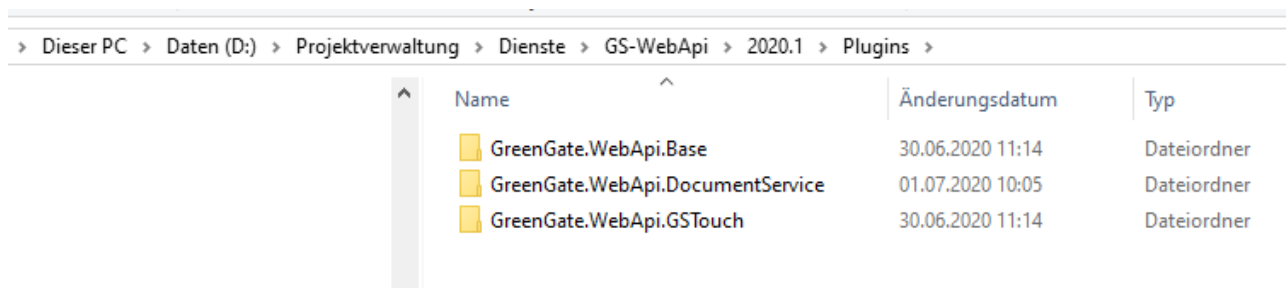 > Dieser PC > Daten (D:) > Projektverwaltung > Dienste > GS-WebApi > 2020.1 > Plugins >
Name Änderungsdatum Typ
GreenGate.WebApi.Base 30.06.2020 11:14 Dateiordner
GreenGate.WebApi.DocumentService 01.07.2020 10:05 Dateiordner
GreenGate.WebApi.GSTouch 30.06.2020 11:14 Dateiordner